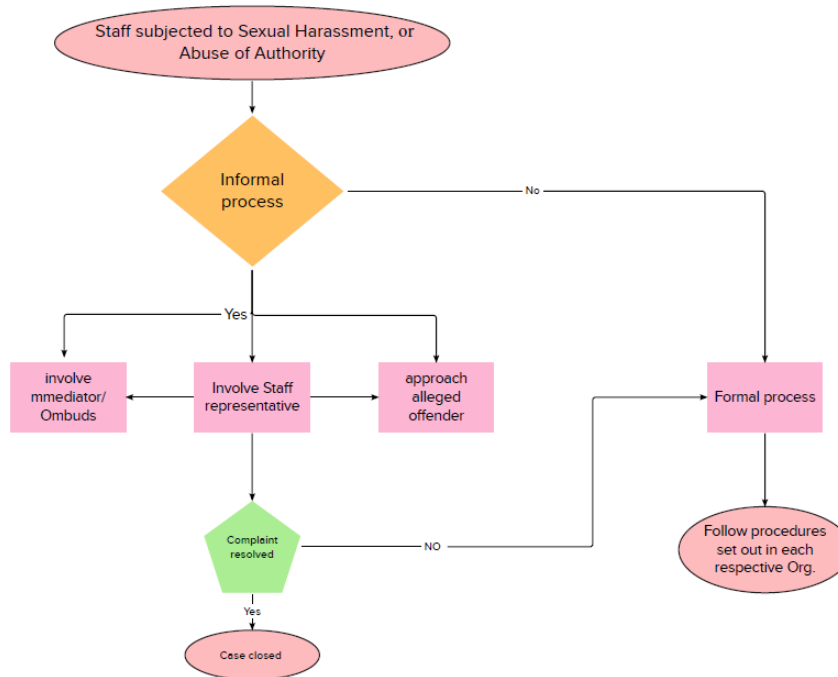 Staff subjected to Sexual Harassment, or
Abuse of Authority
Informal
process
No
Yes
involve
mmediator/
Ombuds
Involve Staff
representative
approach
alleged
offender
Formal process
Complaint
resolved
NO
Follow procedures
set out in each
respective Org.
Yes
Case closed